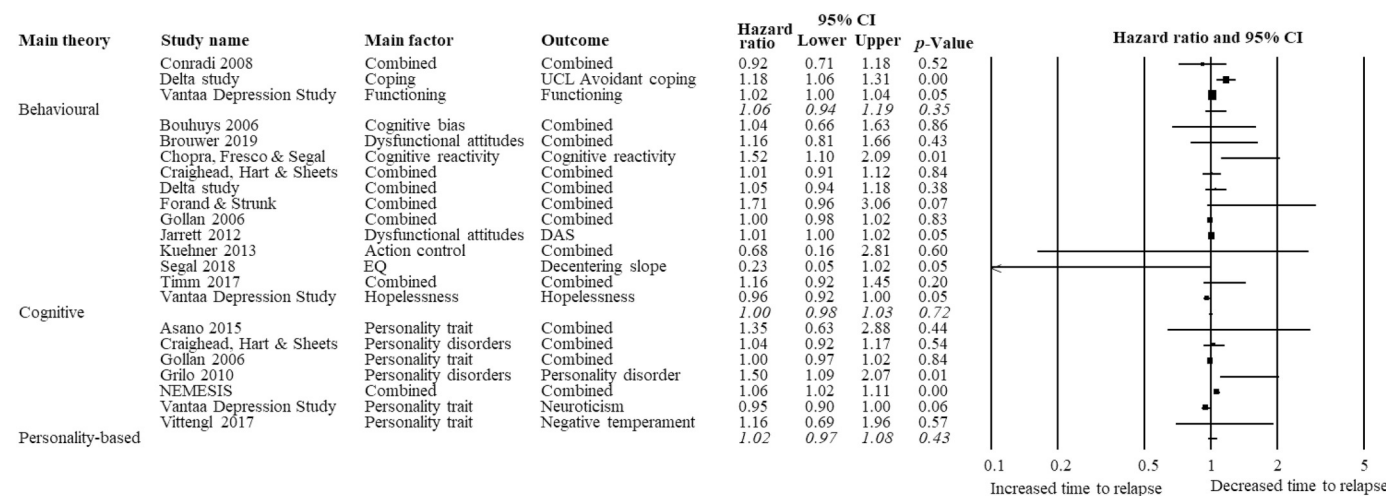 95% CI
Hazard ratio
Main theory Study name Main factor Outcome Lower Upper p-Value Hazard ratio and 95% CI
Conradi 2008 Combined Combined 0.92 0.71 1.18 0.52
Delta study Coping UCL Avoidant coping 1.18 1.06 1.31 0.00
Vantaa Depression Study Functioning Functioning 1.02 1.00 1.04 0.05
Behavioural 1.06 0.94 1.19 0.35
Bouhuys 2006 Cognitive bias Combined 1.04 0.66 1.63 0.86
Brouwer 2019 Dysfunctional attitudes Combined 1.16 0.81 1.66 0.43
Chopra, Fresco & Segal Cognitive reactivity Cognitive reactivity 1.52 1.10 2.09 0.01
Craighead, Hart & Sheets Combined Combined 1.01 0.91 1.12 0.84
Delta study Combined Combined 1.05 0.94 1.18 0.38
Forand & Strunk Combined Combined 1.71 0.96 3.06 0.07
Gollan 2006 Combined Combined 1.00 0.98 1.02 0.83
Jarrett 2012 Dysfunctional attitudes DAS 1.01 1.00 1.02 0.05
Kuehner 2013 Action control Combined 0.68 0.16 2.81 0.60
Segal 2018 EQ Decentering slope 0.23 0.05 1.02 0.05
Timm 2017 Combined Combined 1.16 0.92 1.45 0.20
Vantaa Depression Study Hopelessness Hopelessness 0.96 0.92 1.00 0.05
Cognitive 1.00 0.98 1.03 0.72
Asano 2015 Personality trait Combined 1.35 0.63 2.88 0.44
Craighead, Hart & Sheets Personality disorders Combined 1.04 0.92 1.17 0.54
Gollan 2006 Personality trait Combined 1.00 0.97 1.02 0.84
Grilo 2010 Personality disorders Personality disorder 1.50 1.09 2.07 0.01
NEMESIS Combined Combined 1.06 1.02 1.11 0.00
Vantaa Depression Study Personality trait Neuroticism 0.95 0.90 1.00 0.06
Vittengl 2017 Personality trait Negative temperament 1.16 0.69 1.96 0.57
Personality-based 1.02 0.97 1.08 0.43
0.1 0.2 0.5 1 2 5
Increased time to relapse Decreased time to relapse